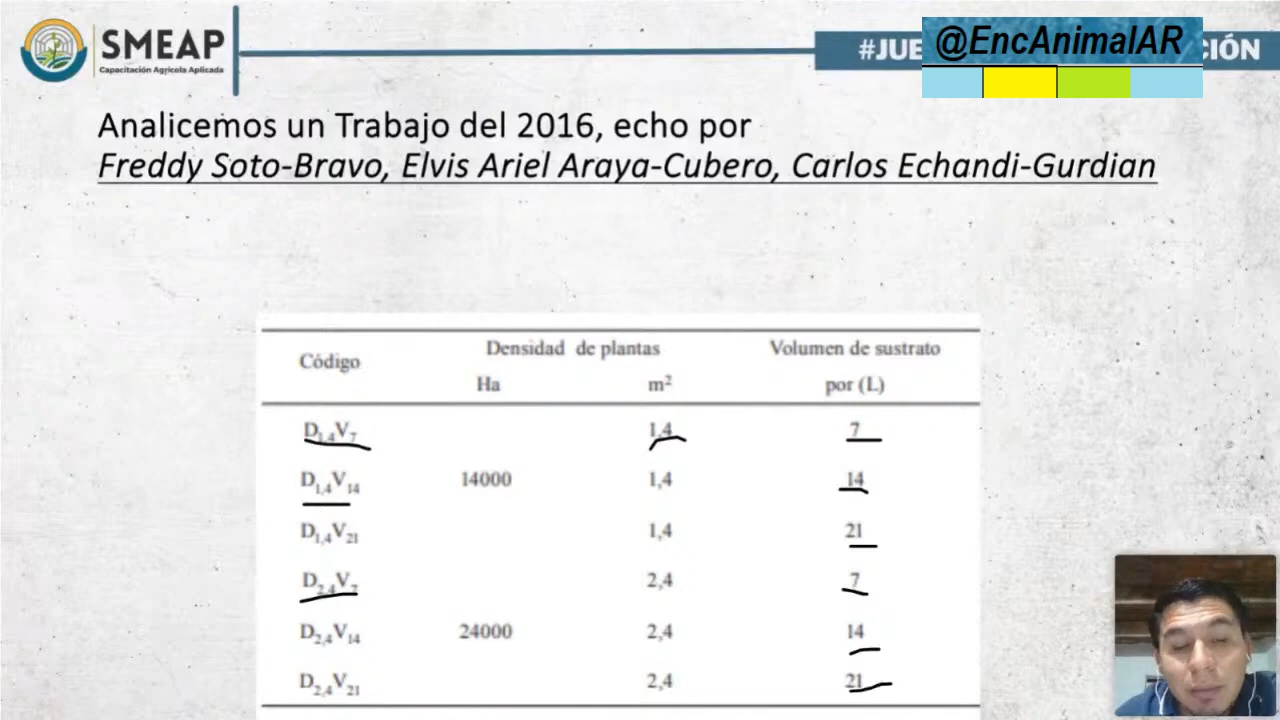 SMEAP
Capacitación Agrícola Aplicada
#JUE
@EncAnimalAR
CIÓN
Analicemos un Trabajo del 2016, echo por
Freddy Soto-Bravo, Elvis Ariel Araya-Cubero, Carlos Echandi-Gurdian
Código Densidad de plantas Volumen de sustrato
Ha m² por (L)
D1,4V7 1,4 7
D1,4V14 14000 1,4 14
D1,4V21 1,4 21
D2,4V7 2,4 7
D2,4V14 24000 2,4 14
D2,4V21 2,4 21